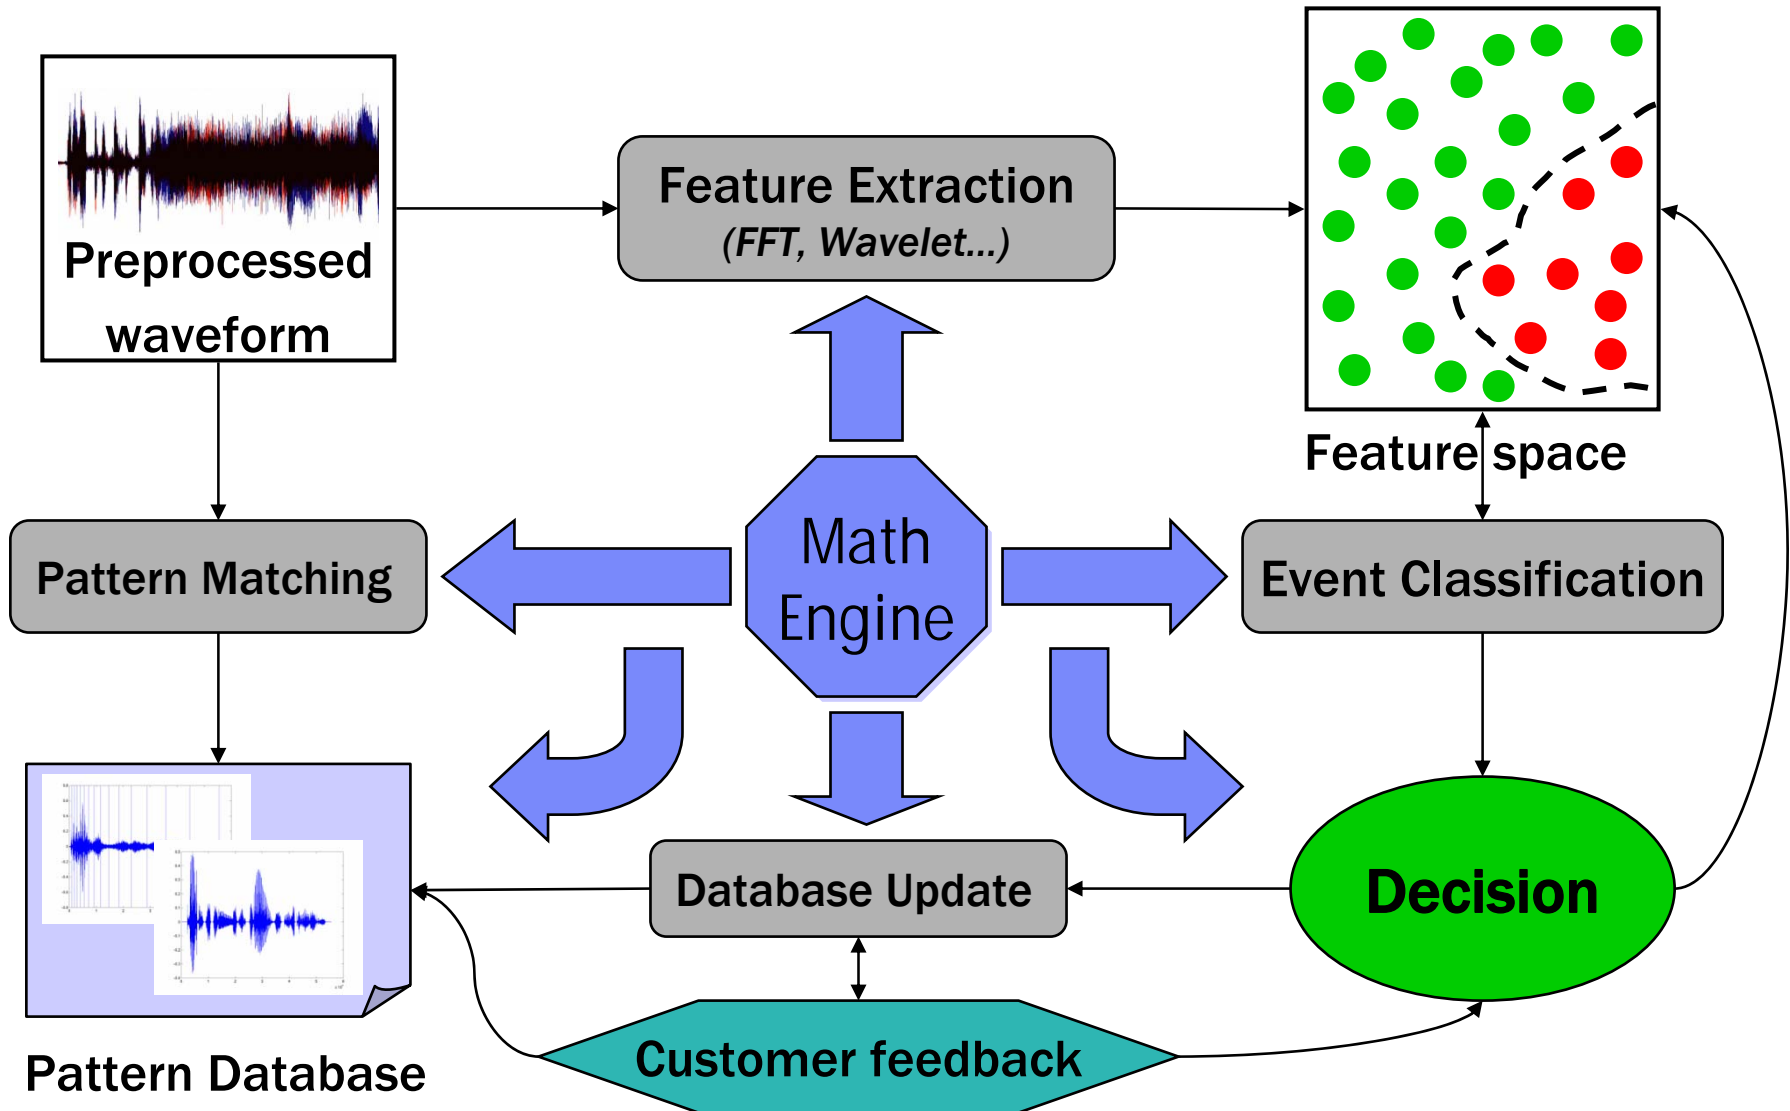 Preprocessed
waveform
Feature Extraction
(FFT, Wavelet...)
Feature space
Pattern Matching
Math
Engine
Event Classification
Database Update
Decision
Customer feedback
Pattern Database